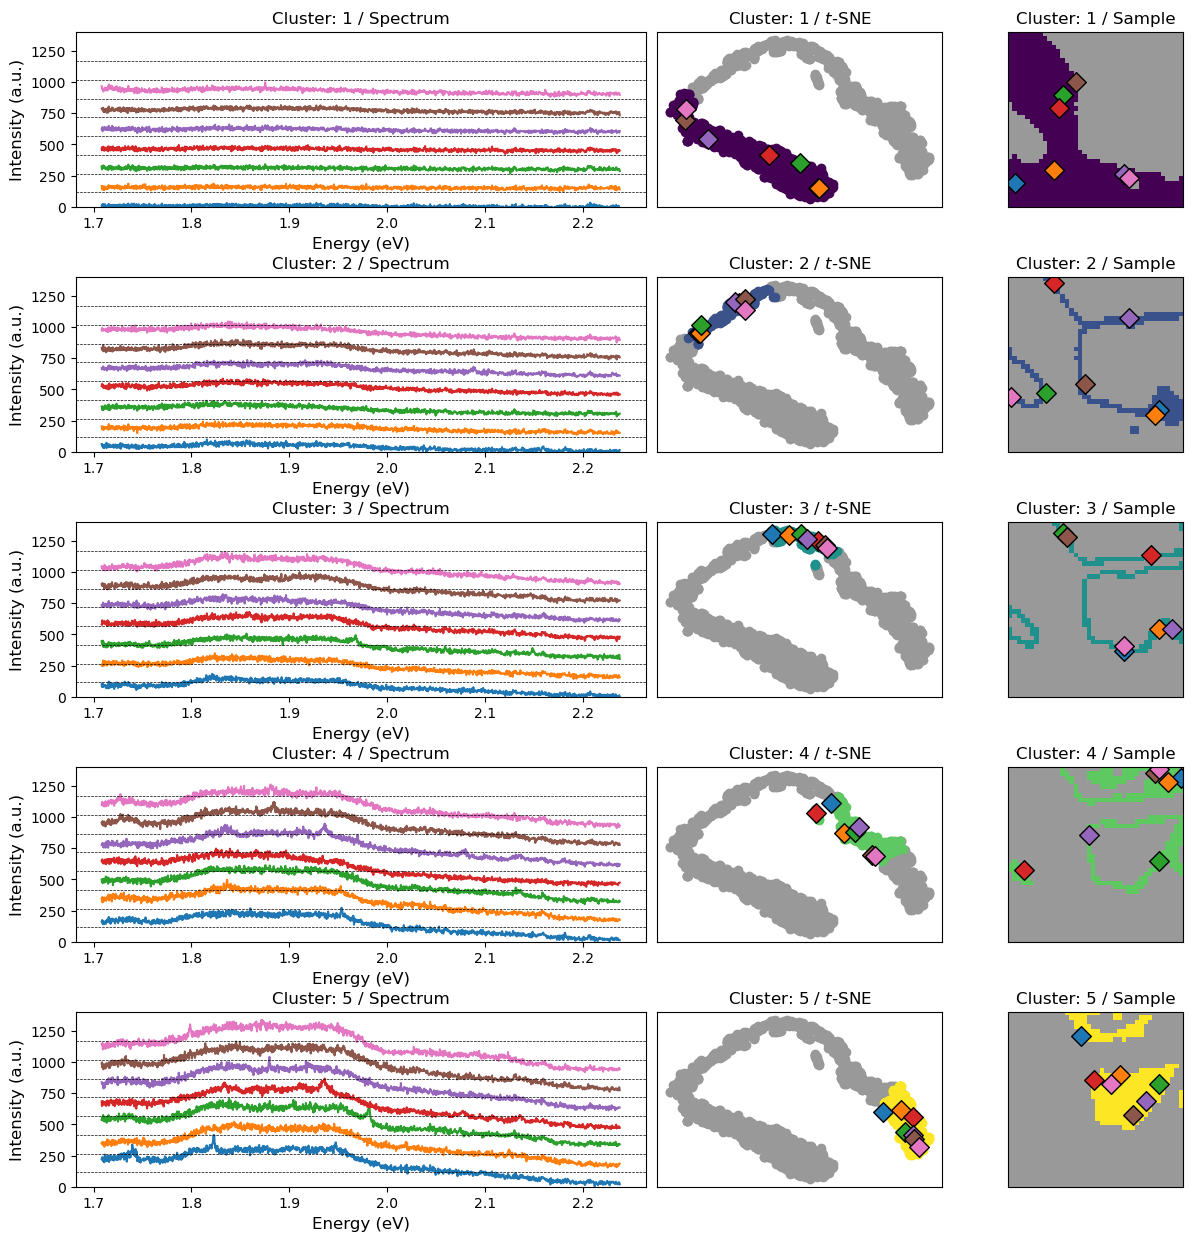 Cluster: 1 / Spectrum
Cluster: 1 / t-SNE
Cluster: 1 / Sample
Intensity (a.u.)
1250
1000
750
500
250
0
1.7
1.8
1.9
2.0
2.1
2.2
Energy (eV)
Cluster: 2 / Spectrum
Cluster: 2 / t-SNE
Cluster: 2 / Sample
Intensity (a.u.)
1250
1000
750
500
250
0
1.7
1.8
1.9
2.0
2.1
2.2
Energy (eV)
Cluster: 3 / Spectrum
Cluster: 3 / t-SNE
Cluster: 3 / Sample
Intensity (a.u.)
1250
1000
750
500
250
0
1.7
1.8
1.9
2.0
2.1
2.2
Energy (eV)
Cluster: 4 / Spectrum
Cluster: 4 / t-SNE
Cluster: 4 / Sample
Intensity (a.u.)
1250
1000
750
500
250
0
1.7
1.8
1.9
2.0
2.1
2.2
Energy (eV)
Cluster: 5 / Spectrum
Cluster: 5 / t-SNE
Cluster: 5 / Sample
Intensity (a.u.)
1250
1000
750
500
250
0
1.7
1.8
1.9
2.0
2.1
2.2
Energy (eV)